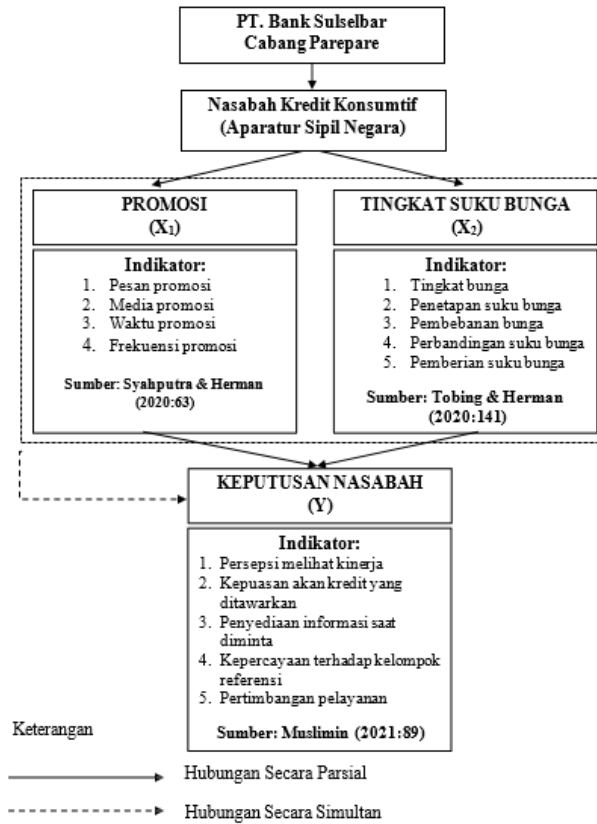 PT. Bank Sulselbar
Cabang Parepare
Nasabah Kredit Konsumtif
(Aparatur Sipil Negara)
PROMOSI
(X₁)
Indikator:
1. Pesan promosi
2. Media promosi
3. Waktu promosi
4. Frekuensi promosi
Sumber: Syahputra & Herman
(2020:63)
TINGKAT SUKU BUNGA
(X₂)
Indikator:
1. Tingkat bunga
2. Penetapan suku bunga
3. Pembebanan bunga
4. Perbandingan suku bunga
5. Pemberian suku bunga
Sumber: Tobing & Herman
(2020:141)
KEPUTUSAN NASABAH
(Y)
Indikator:
1. Persepsi melihat kinerja
2. Kepuasan akan kredit yang
ditawarkan
3. Penyediaan informasi saat
diminta
4. Kepercayaan terhadap kelompok
referensi
5. Pertimbangan pelayanan
Sumber: Muslimin (2021:89)
Keterangan
Hubungan Secara Parsial
Hubungan Secara Simultan